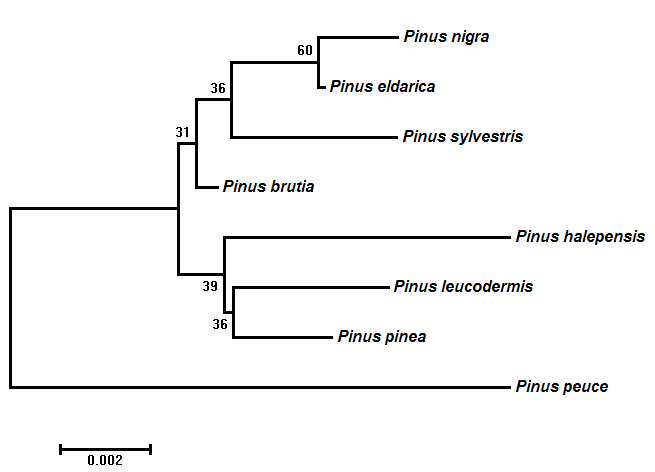 60
Pinus nigra
Pinus eldarica
36
Pinus sylvestris
31
Pinus brutia
Pinus halepensis
39
Pinus leucodermis
36
Pinus pinea
Pinus peuce
0.002